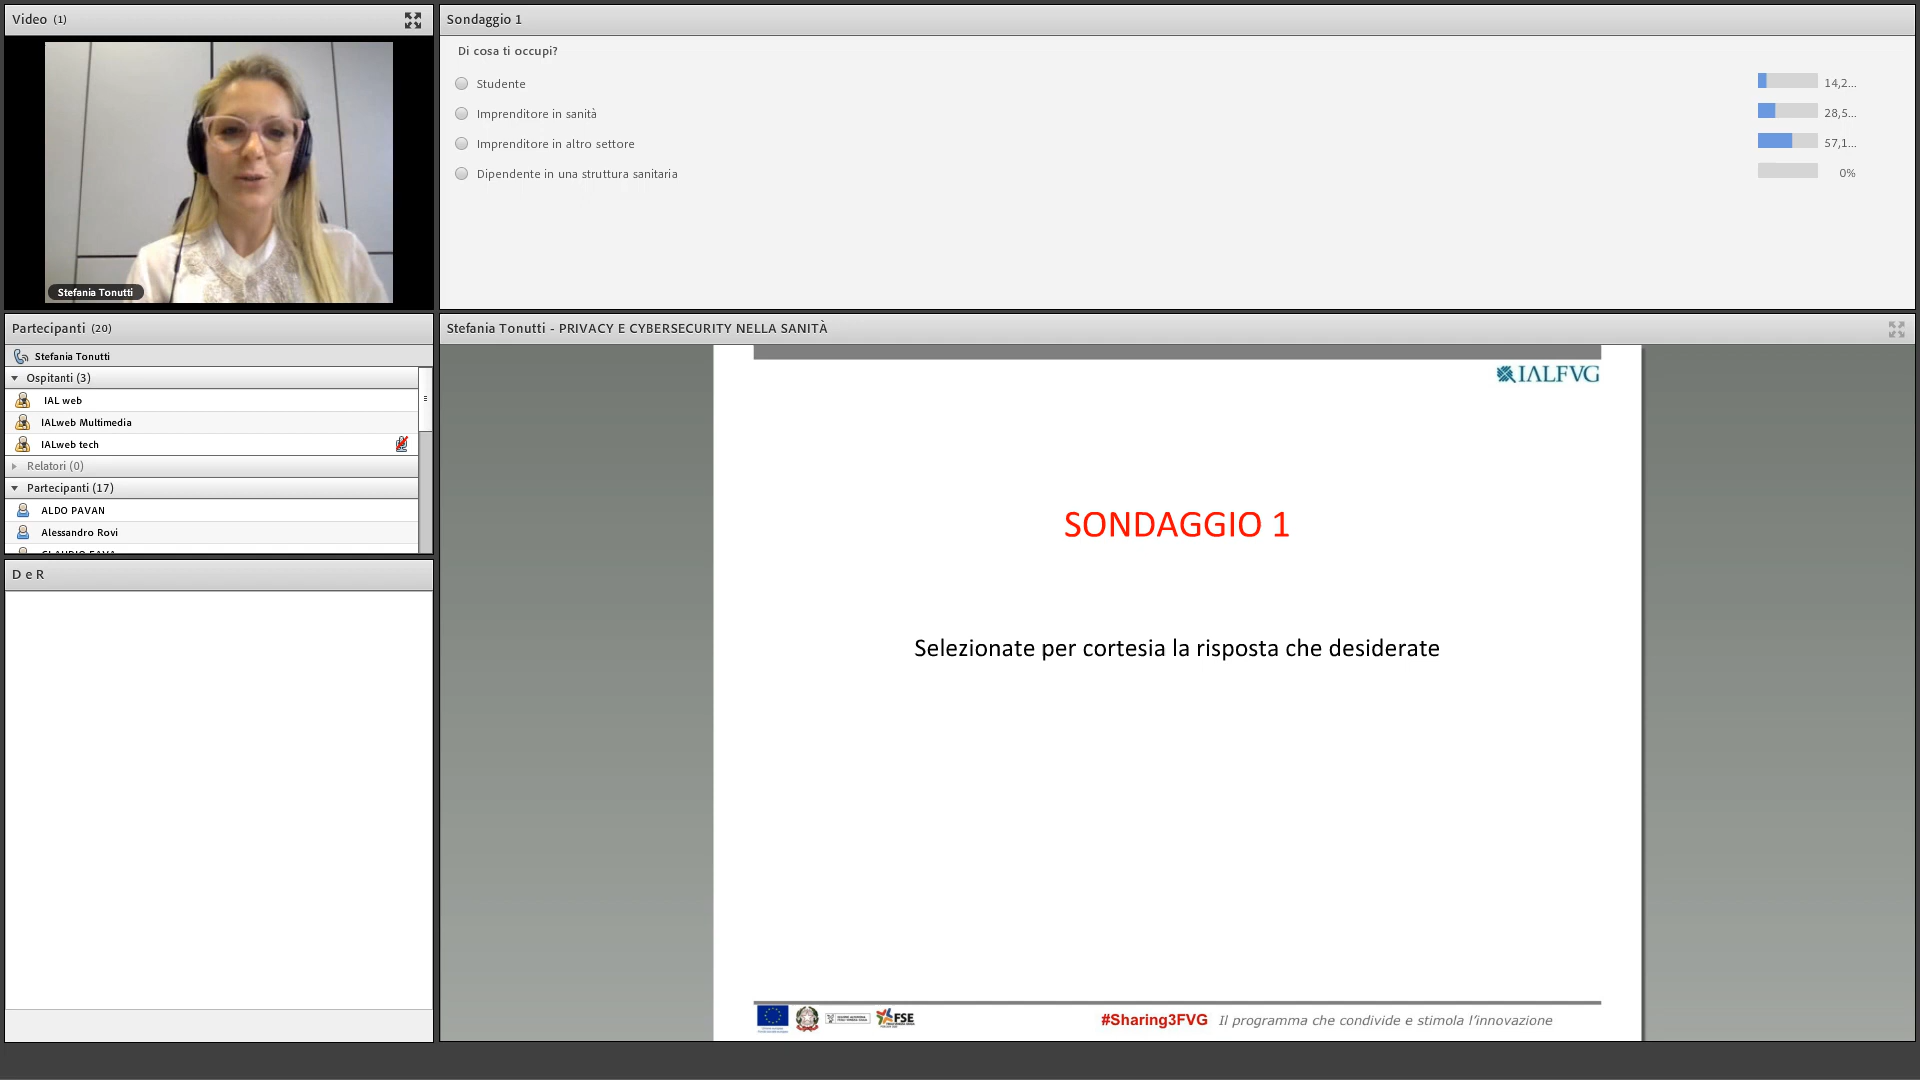 Video (1)
Stefania Tonutti
Sondaggio 1
Di cosa ti occupi?
Studente 14,2...
Imprenditore in sanità 28,5...
Imprenditore in altro settore 57,1...
Dipendente in una struttura sanitaria 0%
Partecipanti (20)
Stefania Tonutti
Ospitanti (3)
IAL web
IALweb Multimedia
IALweb tech
Relatori (0)
Partecipanti (17)
ALDO PAVAN
Alessandro Rovi
D e R
Stefania Tonutti - PRIVACY E CYBERSECURITY NELLA SANITÀ
IALFVG
SONDAGGIO 1
Selezionate per cortesia la risposta che desiderate
FSE
#Sharing3FVG Il programma che condivide e stimola l'innovazione